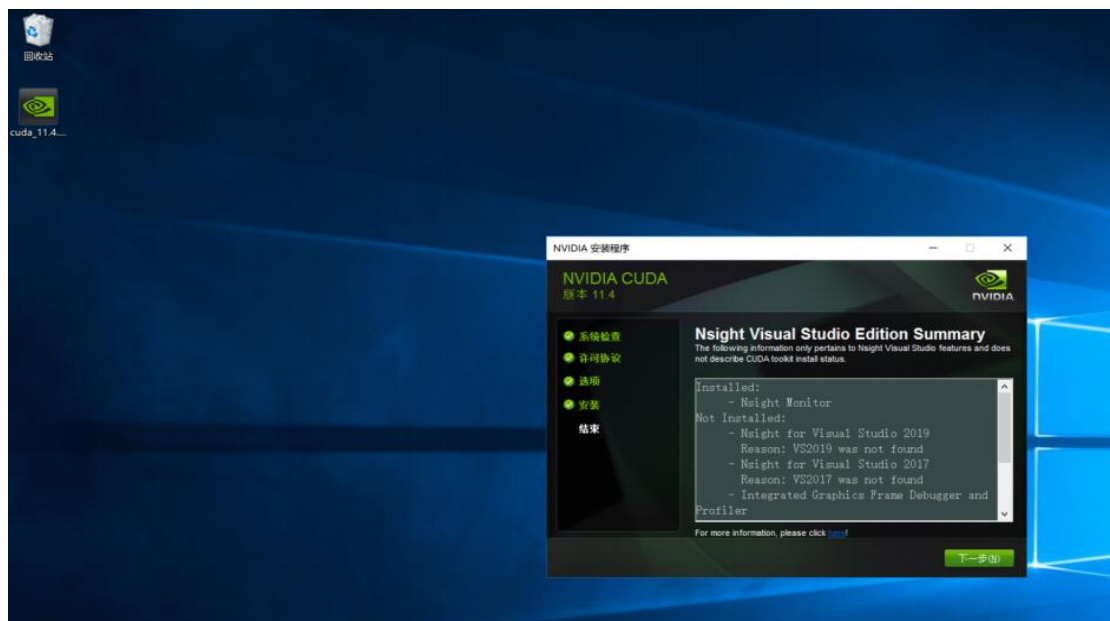 回收站
cuda_11.4....
NVIDIA 安装程序
NVIDIA CUDA
版本 11.4
NVIDIA
系统检查
许可协议
选项
安装
结束
Nsight Visual Studio Edition Summary
The following information only pertains to Nsight Visual Studio features and does
not describe CUDA toolkit install status.
Installed:
- Nsight Monitor
Not Installed:
- Nsight for Visual Studio 2019
Reason: VS2019 was not found
- Nsight for Visual Studio 2017
Reason: VS2017 was not found
- Integrated Graphics Frame Debugger and
Profiler
For more information, please click here!
下一步(N)